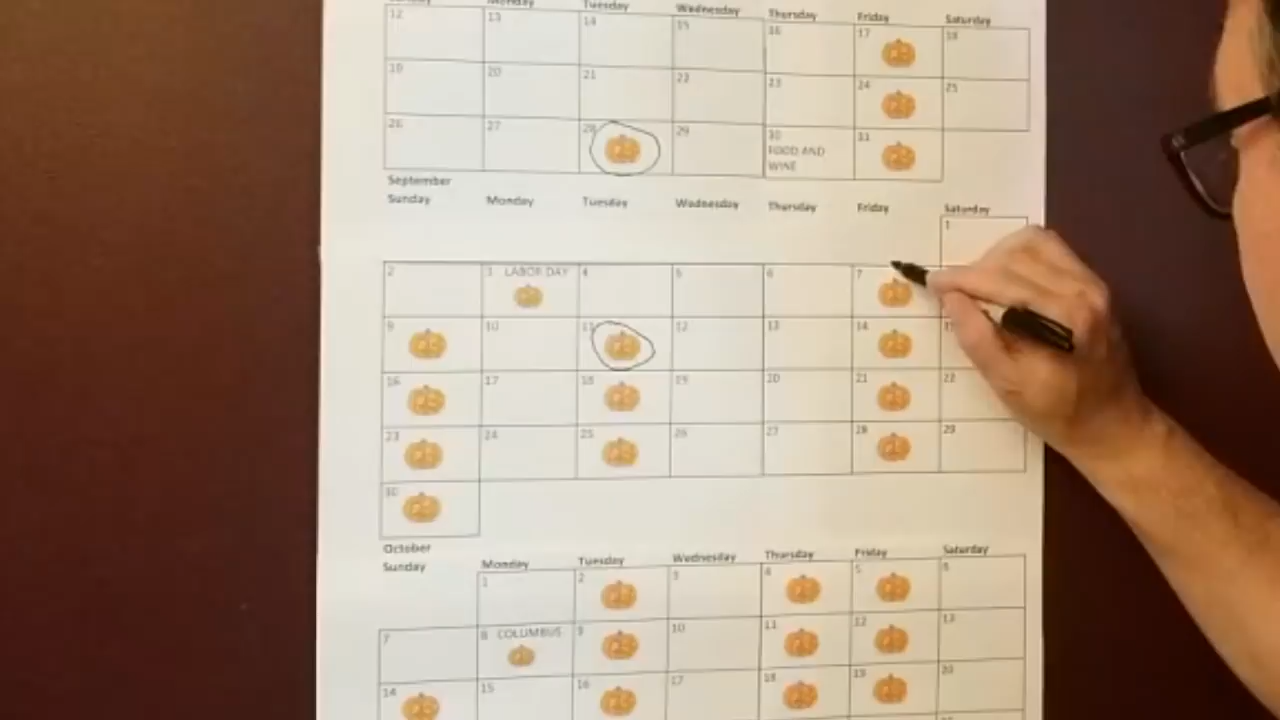 Sunday Monday Tuesday Wednesday Thursday Friday Saturday
12 13 14 15 16 17 18
19 20 21 22 23 24 25
26 27 28 29 30 31
FOOD AND
WINE
September
Sunday Monday Tuesday Wednesday Thursday Friday Saturday
1
2 3 LABOR DAY 4 5 6 7
9 10 11 12 13 14 15
16 17 18 19 20 21 22
23 24 25 26 27 28 29
30
October
Sunday Monday Tuesday Wednesday Thursday Friday Saturday
1 2 3 4 5 6
7 8 COLUMBUS 9 10 11 12 13
14 15 16 17 18 19 20